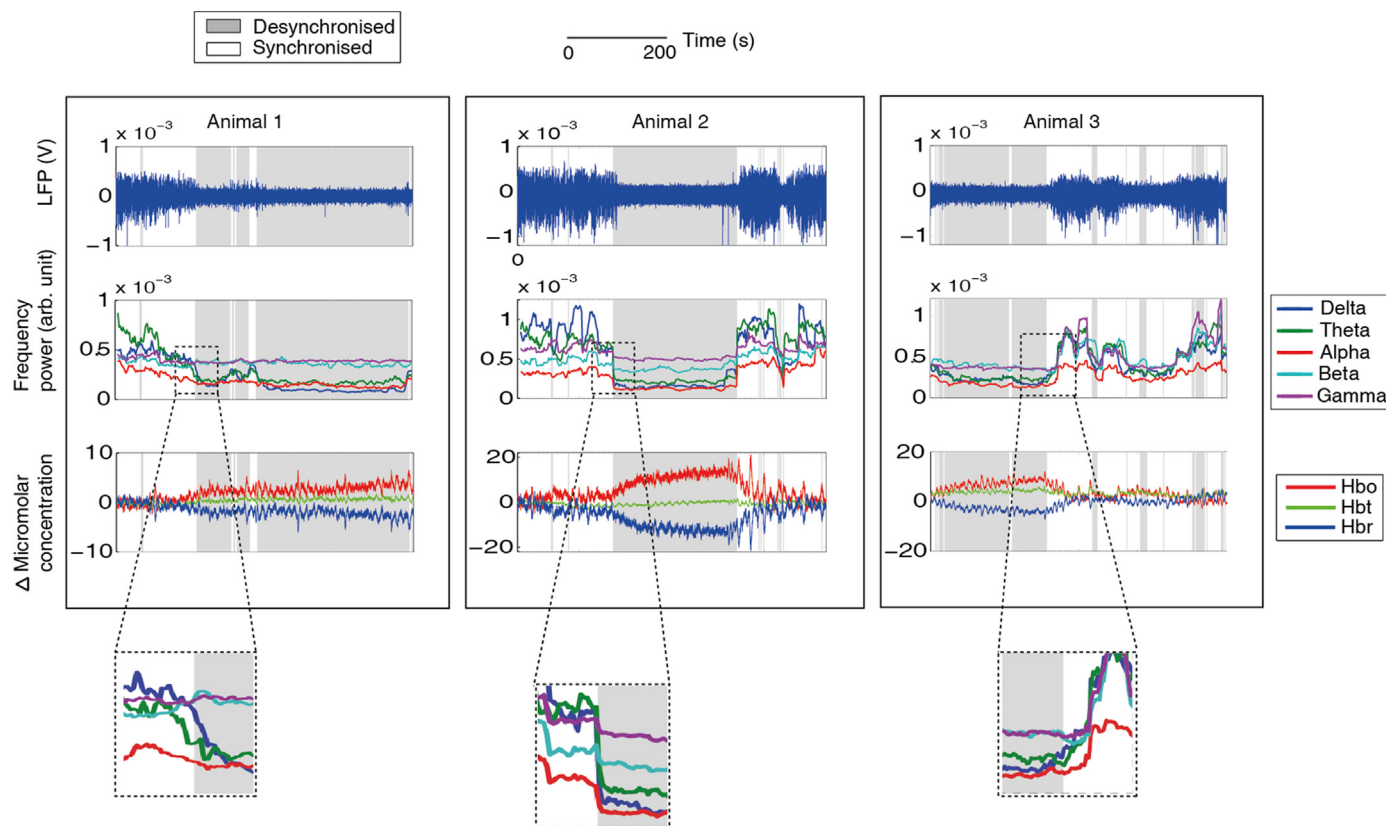 Desynchronised
Synchronised
0 200 Time (s)
Animal 1
× 10⁻³
LFP (V)
1
0
−1
Frequency power (arb. unit)
× 10⁻³
1
0.5
0
Δ Micromolar concentration
10
0
−10
Animal 2
× 10⁻³
1
0
−1
0
× 10⁻³
1
0.5
0
20
0
−20
Animal 3
× 10⁻³
1
0
−1
× 10⁻³
1
0.5
0
20
0
−20
Delta
Theta
Alpha
Beta
Gamma
Hbo
Hbt
Hbr